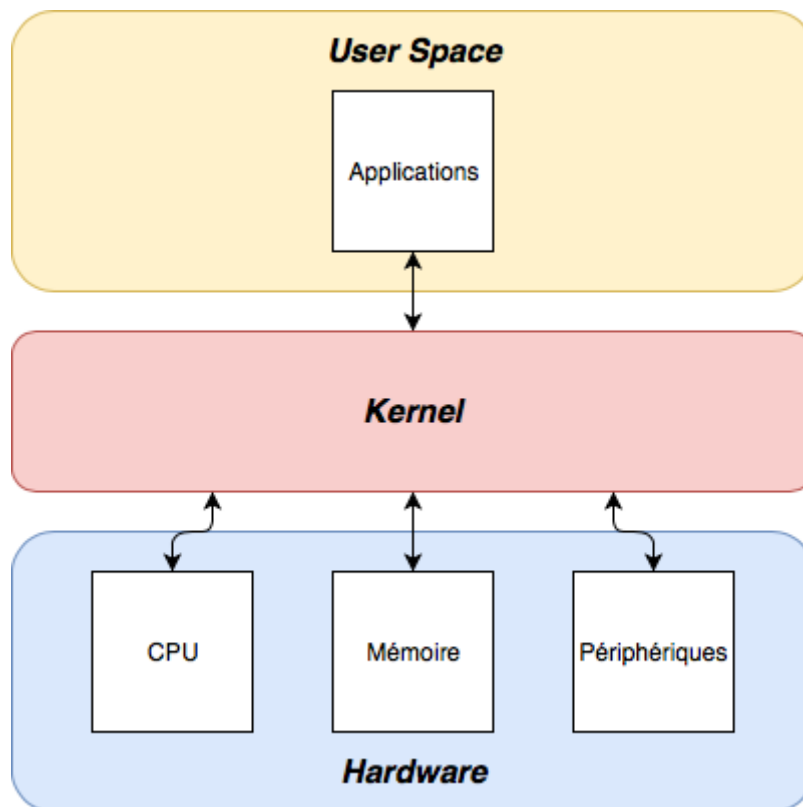 User Space
Applications
Kernel
CPU
Mémoire
Périphériques
Hardware